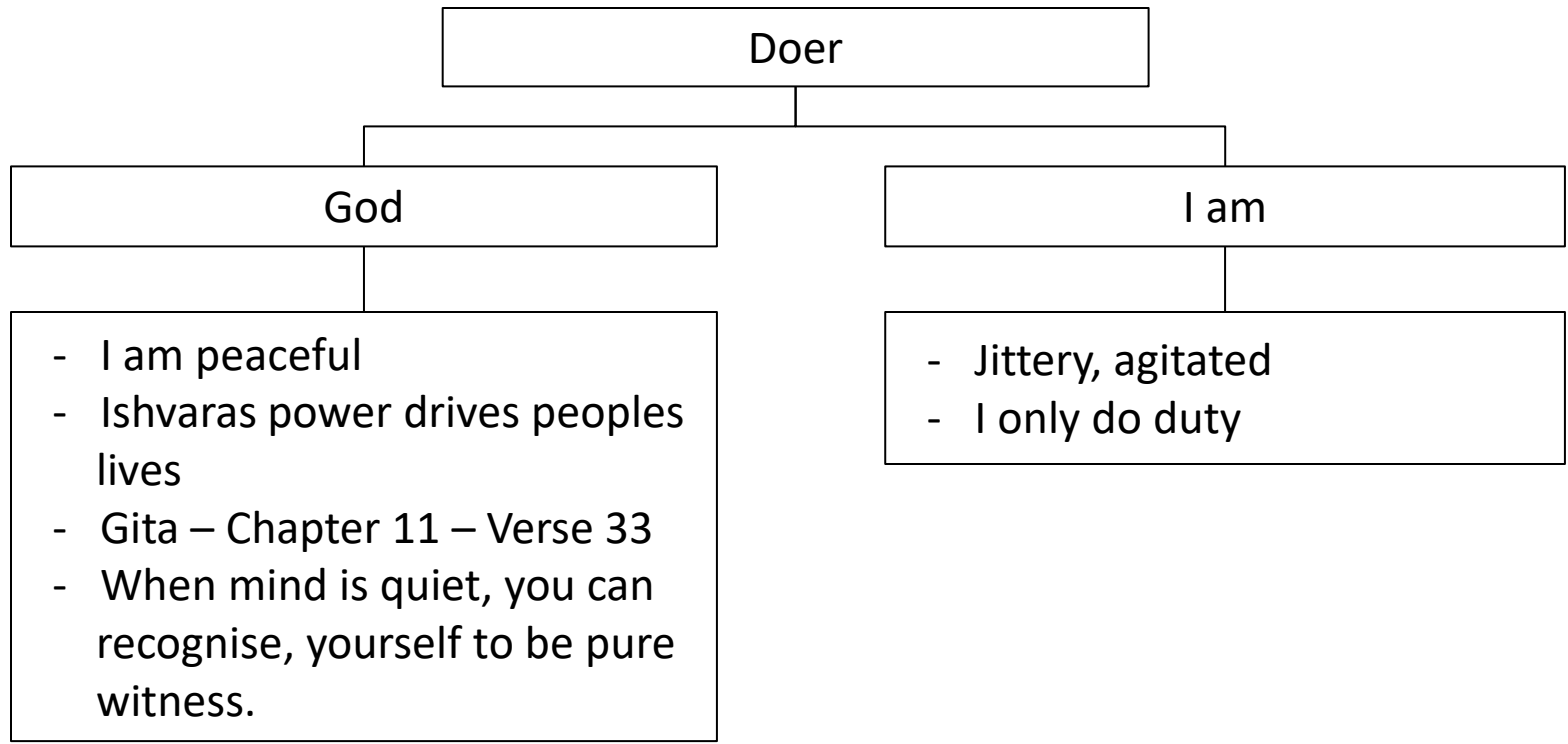 Doer
God
I am
- I am peaceful
- Ishvaras power drives peoples
lives
- Gita – Chapter 11 – Verse 33
- When mind is quiet, you can
recognise, yourself to be pure
witness.
- Jittery, agitated
- I only do duty